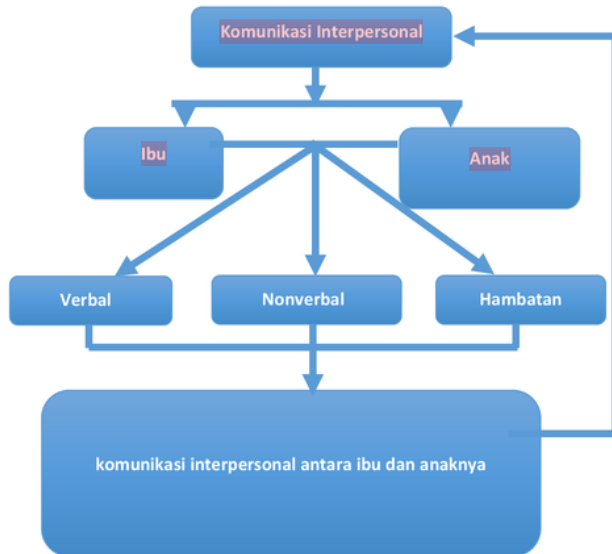 Komunikasi Interpersonal
Ibu
Anak
Verbal
Nonverbal
Hambatan
komunikasi interpersonal antara ibu dan anaknya